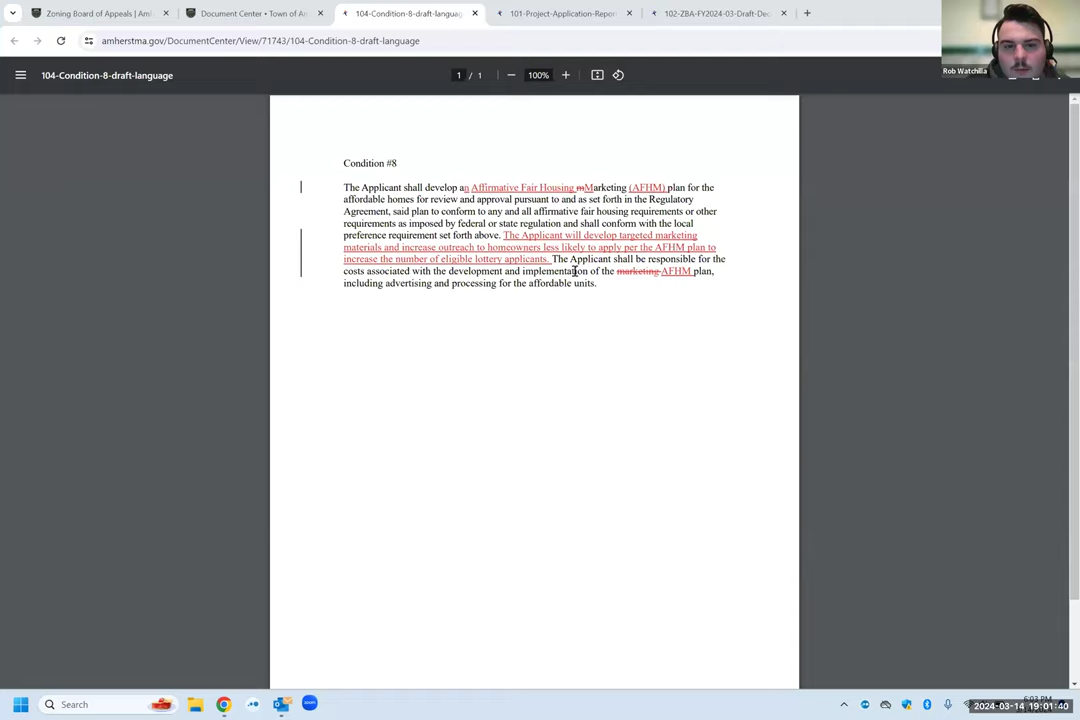 Zoning Board of Appeals | Am
Document Center • Town of An
104-Condition-8-draft-languag
101-Project-Application-Repor
102-ZBA-FY2024-03-Draft-Dec
amherstma.gov/DocumentCenter/View/71743/104-Condition-8-draft-language
104-Condition-8-draft-language
1 / 1
100%
Rob Watchilla
Condition #8
The Applicant shall develop an Affirmative Fair Housing mMarketing (AFHM) plan for the
affordable homes for review and approval pursuant to and as set forth in the Regulatory
Agreement, said plan to conform to any and all affirmative fair housing requirements or other
requirements as imposed by federal or state regulation and shall conform with the local
preference requirement set forth above. The Applicant will develop targeted marketing
materials and increase outreach to homeowners less likely to apply per the AFHM plan to
increase the number of eligible lottery applicants. The Applicant shall be responsible for the
costs associated with the development and implementation of the marketing AFHM plan,
including advertising and processing for the affordable units.
Search
6:03 PM
2024-03-14 19:01:40